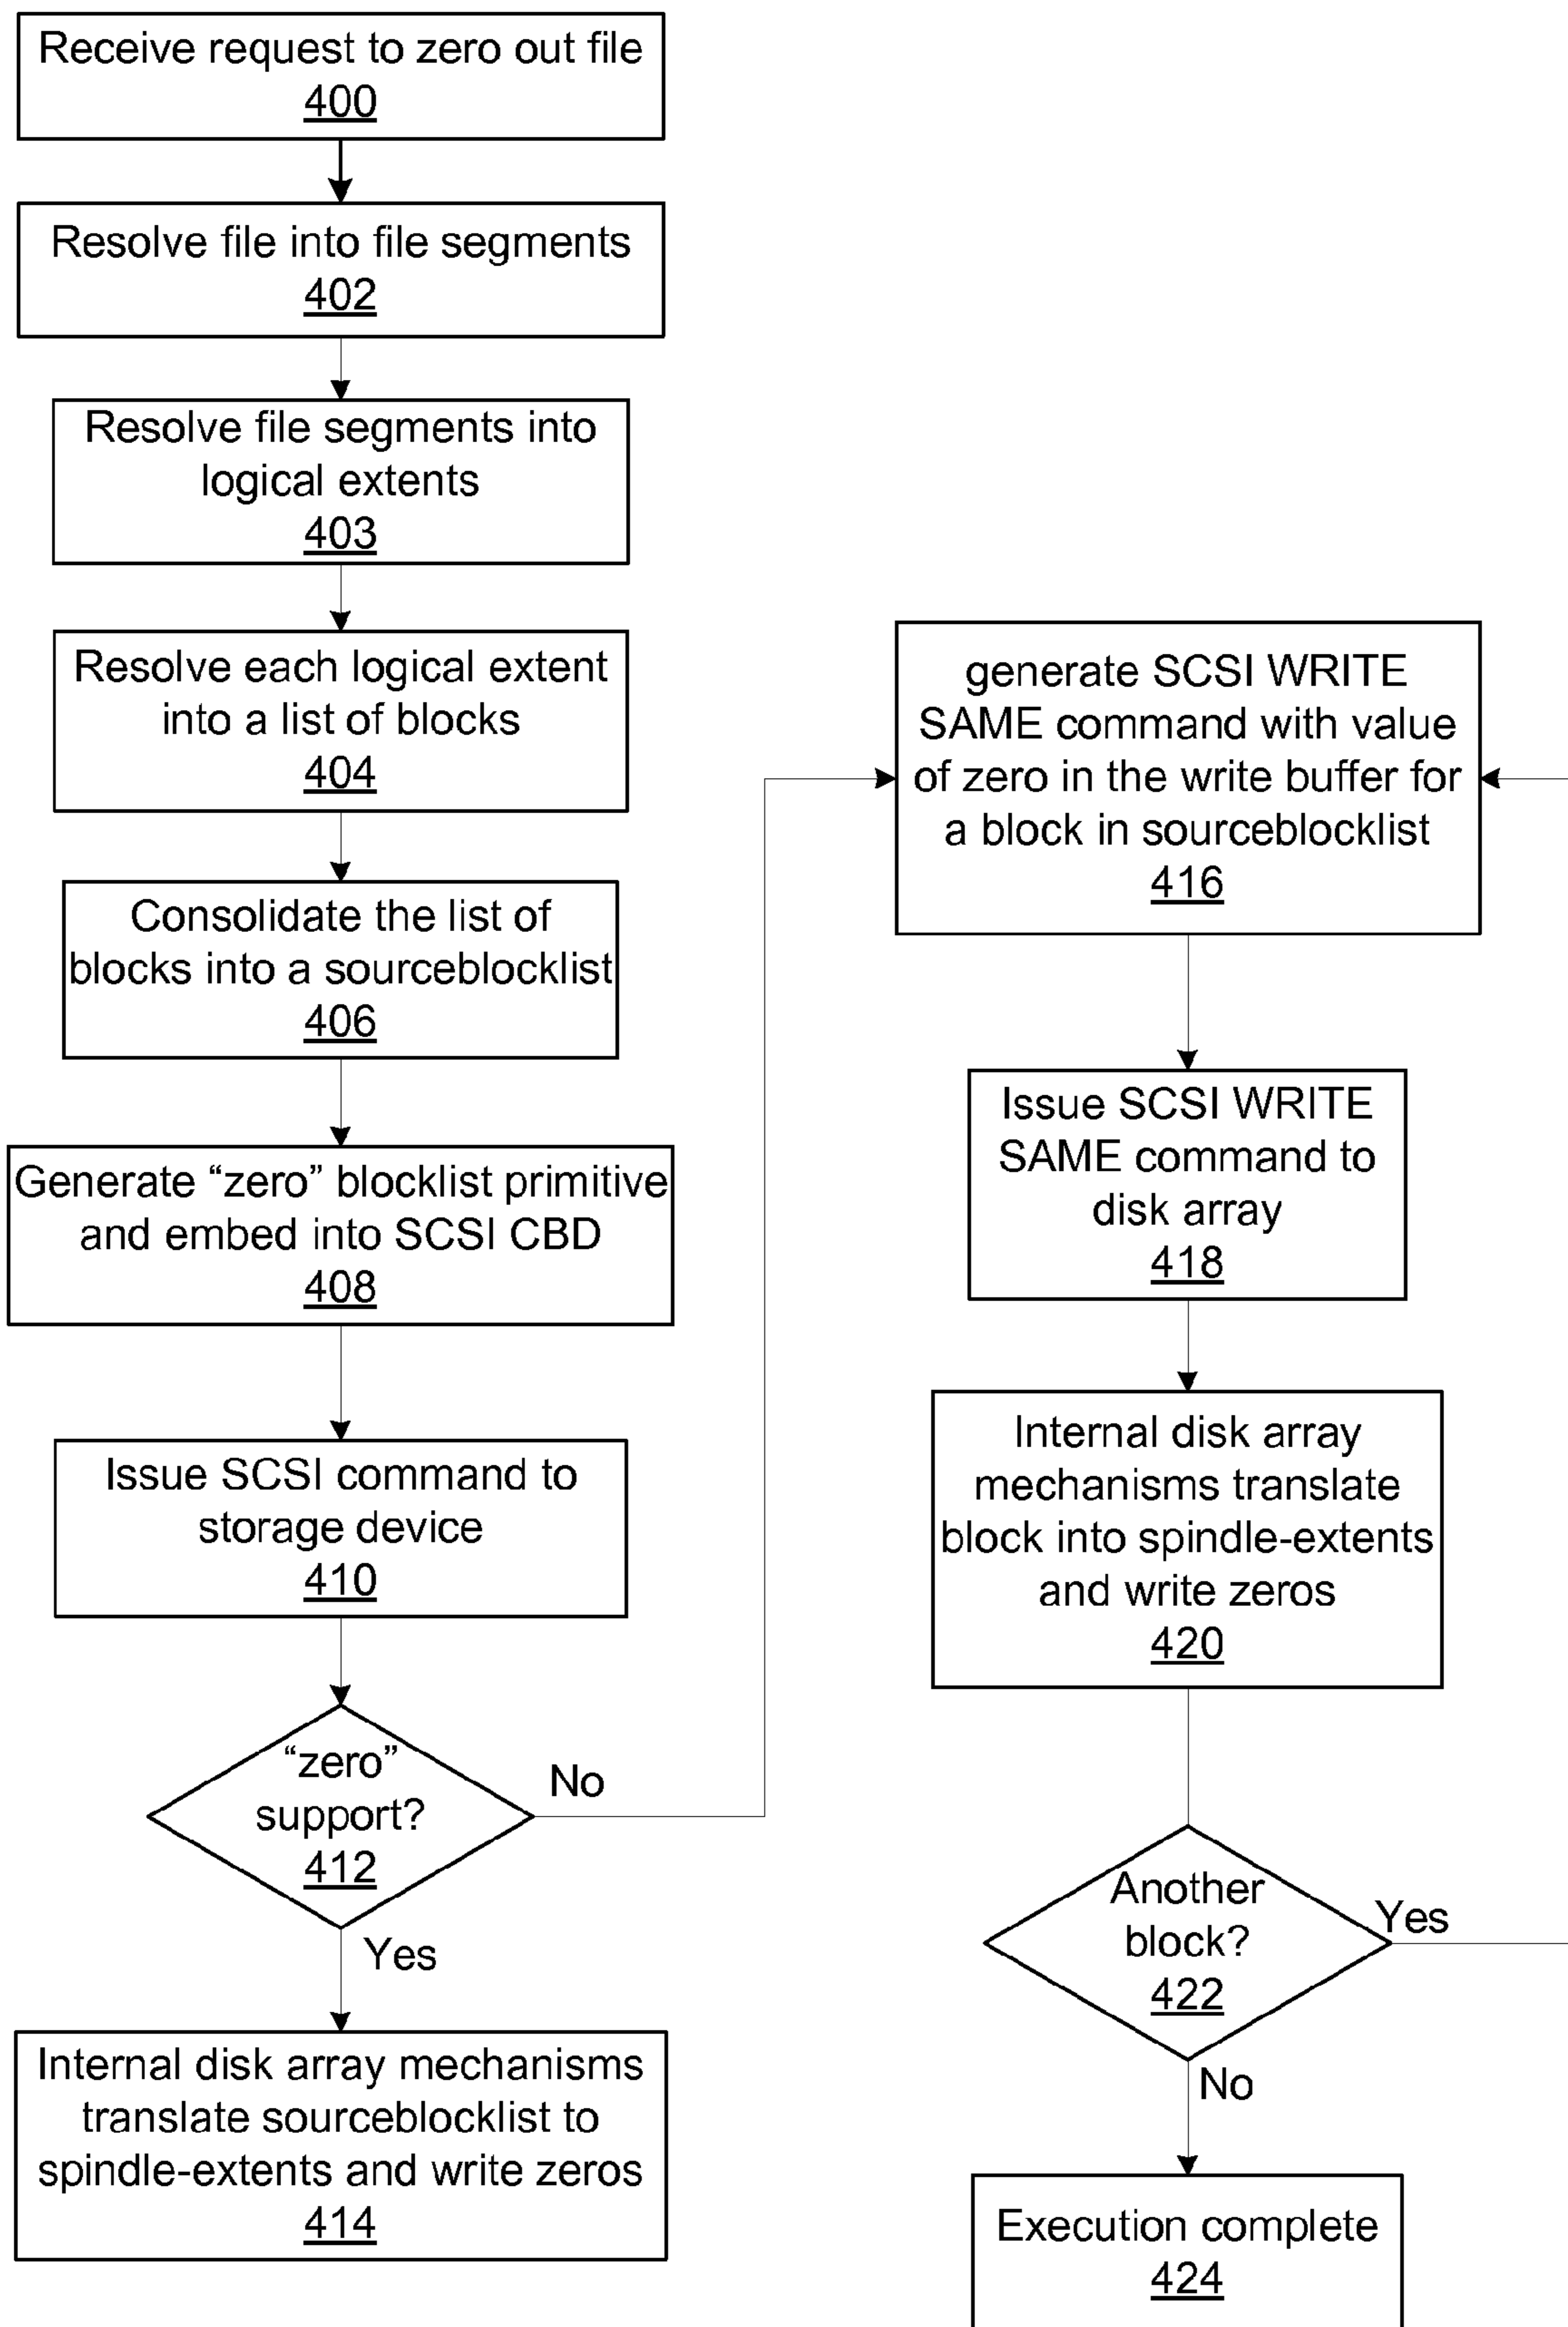 Receive request to zero out file
400
Resolve file into file segments
402
Resolve file segments into
logical extents
403
Resolve each logical extent
into a list of blocks
404
Consolidate the list of
blocks into a sourceblocklist
406
Generate “zero” blocklist primitive
and embed into SCSI CBD
408
Issue SCSI command to
storage device
410
“zero”
support?
412
No
Yes
Internal disk array mechanisms
translate sourceblocklist to
spindle-extents and write zeros
414
generate SCSI WRITE
SAME command with value
of zero in the write buffer for
a block in sourceblocklist
416
Issue SCSI WRITE
SAME command to
disk array
418
Internal disk array
mechanisms translate
block into spindle-extents
and write zeros
420
Another
block?
422
Yes
No
Execution complete
424